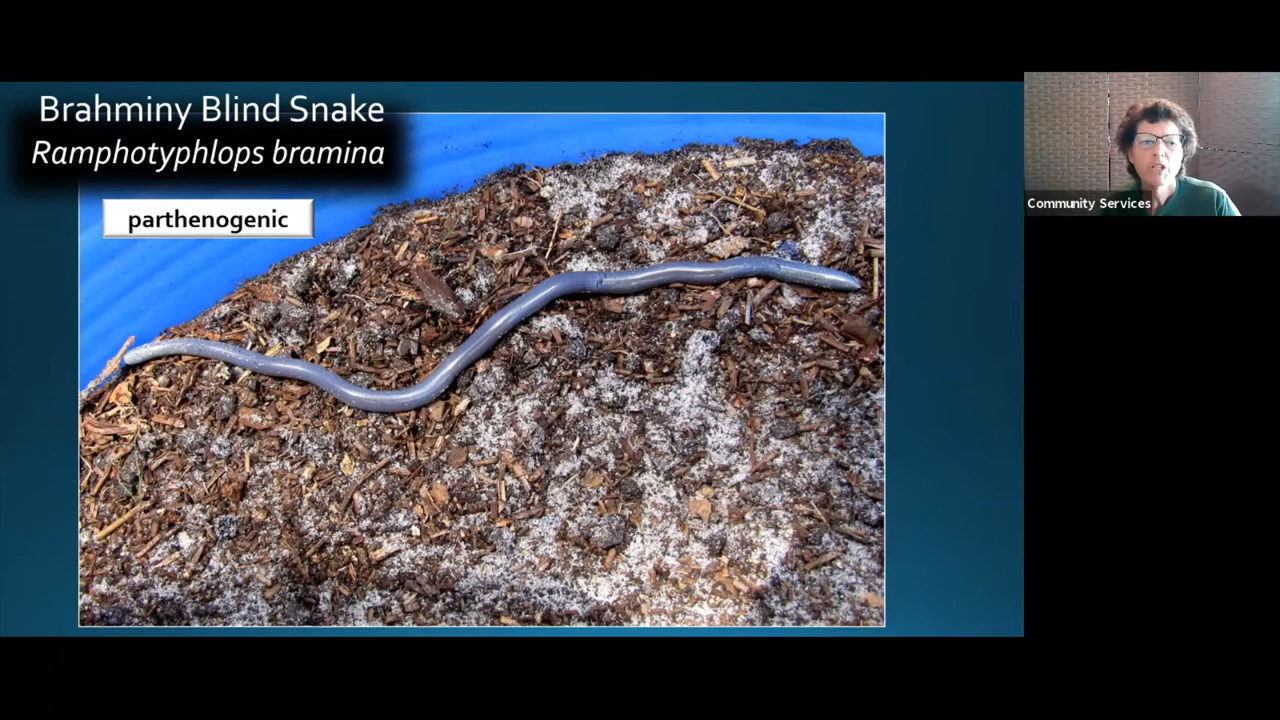 Brahminy Blind Snake
Ramphotyphlops bramina
parthenogenic
Community Services